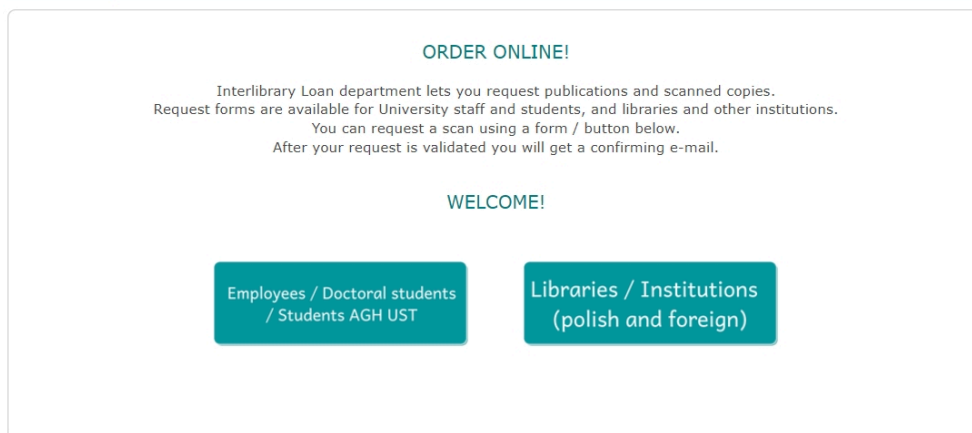 ORDER ONLINE!
Interlibrary Loan department lets you request publications and scanned copies.
Request forms are available for University staff and students, and libraries and other institutions.
You can request a scan using a form / button below.
After your request is validated you will get a confirming e-mail.
WELCOME!
Employees / Doctoral students
/ Students AGH UST
Libraries / Institutions
(polish and foreign)